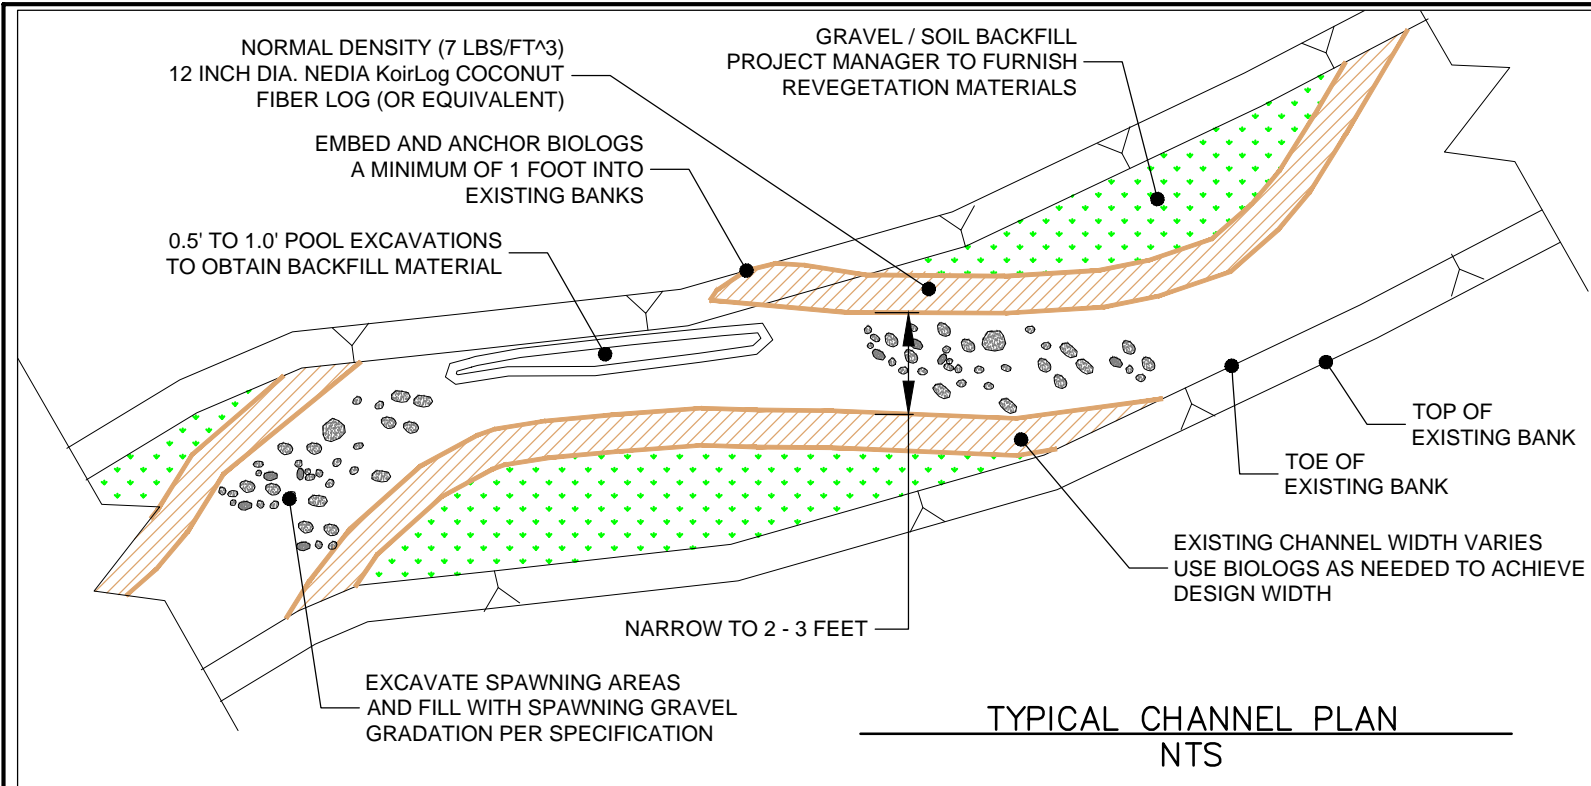 NORMAL DENSITY (7 LBS/FT^3)
12 INCH DIA. NEDIA KoirLog COCONUT
FIBER LOG (OR EQUIVALENT)
GRAVEL / SOIL BACKFILL
PROJECT MANAGER TO FURNISH
REVEGETATION MATERIALS
EMBED AND ANCHOR BIOLOGS
A MINIMUM OF 1 FOOT INTO
EXISTING BANKS
0.5' TO 1.0' POOL EXCAVATIONS
TO OBTAIN BACKFILL MATERIAL
TOP OF
EXISTING BANK
TOE OF
EXISTING BANK
EXISTING CHANNEL WIDTH VARIES
USE BIOLOGS AS NEEDED TO ACHIEVE
DESIGN WIDTH
NARROW TO 2 - 3 FEET
EXCAVATE SPAWNING AREAS
AND FILL WITH SPAWNING GRAVEL
GRADATION PER SPECIFICATION
TYPICAL CHANNEL PLAN
NTS